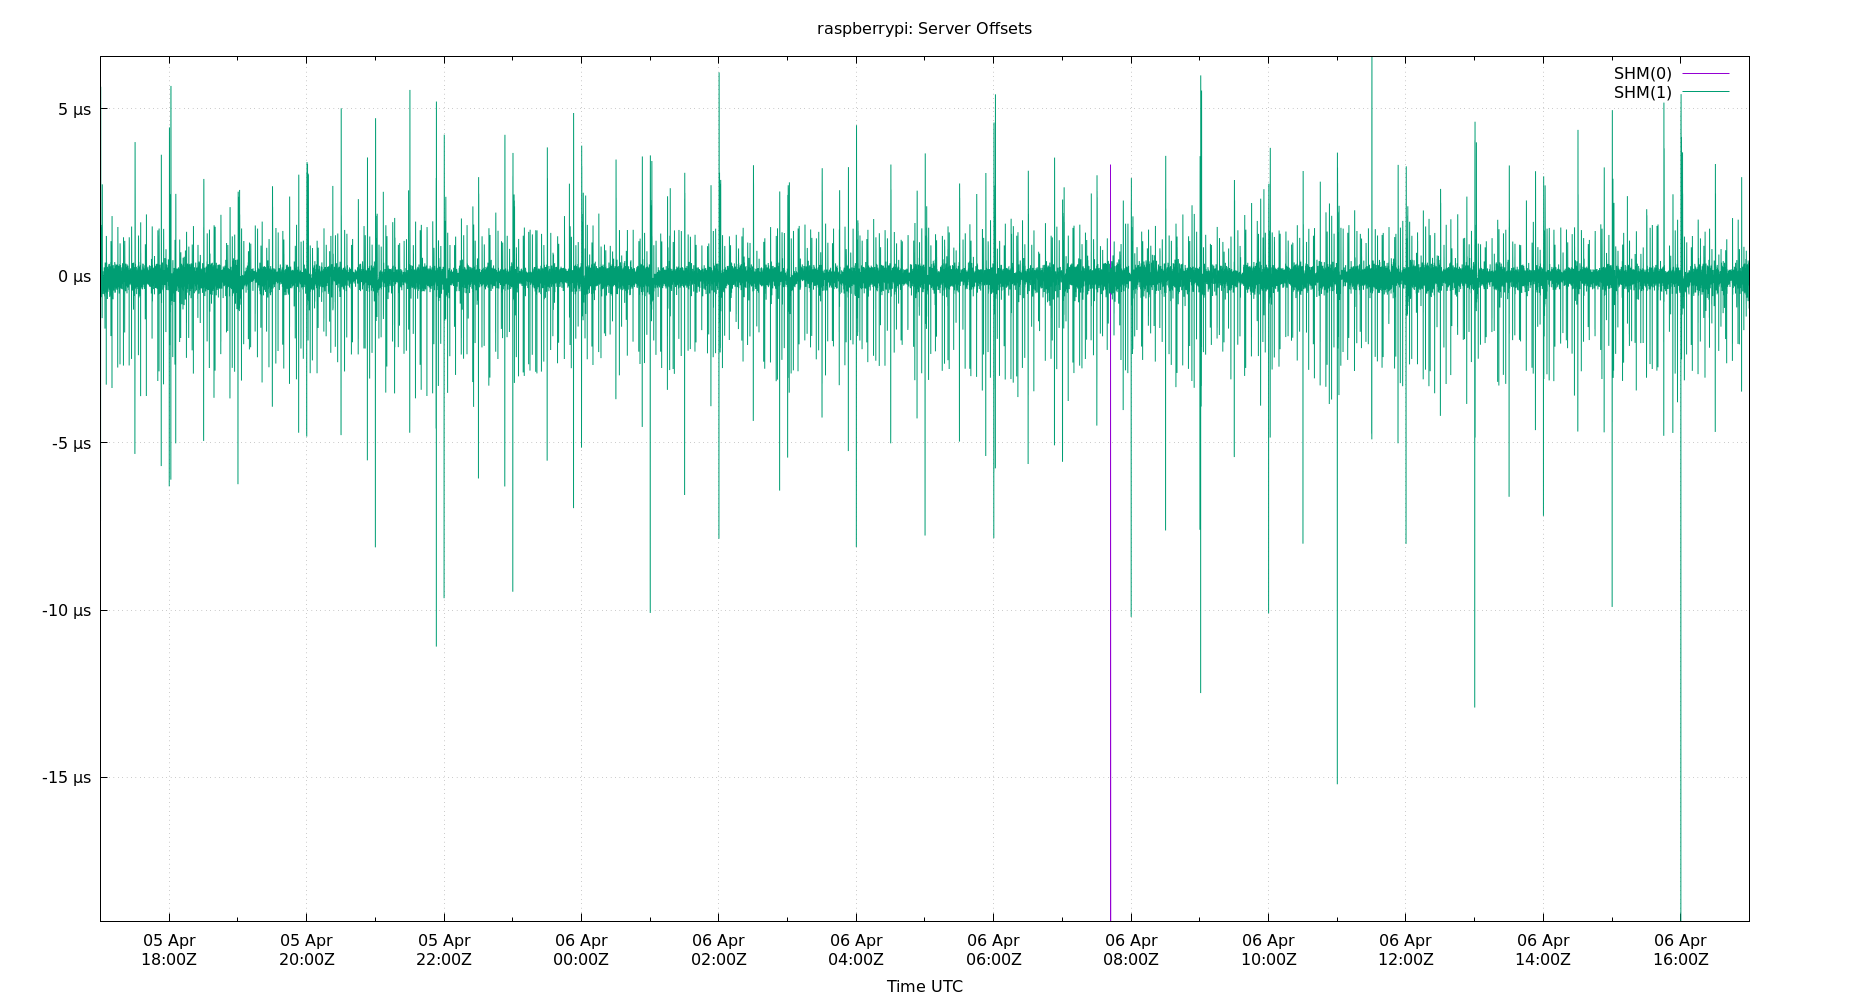 raspberrypi: Server Offsets
SHM(0)
SHM(1)
5 µs
0 µs
-5 µs
-10 µs
-15 µs
05 Apr 05 Apr 05 Apr 06 Apr 06 Apr 06 Apr 06 Apr 06 Apr 06 Apr 06 Apr 06 Apr 06 Apr
18:00Z 20:00Z 22:00Z 00:00Z 02:00Z 04:00Z 06:00Z 08:00Z 10:00Z 12:00Z 14:00Z 16:00Z
Time UTC